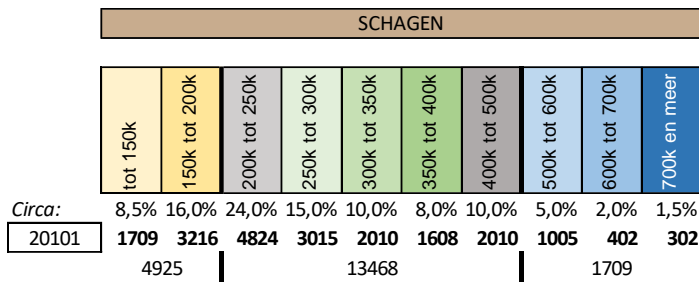 SCHAGEN
tot 150k 150k tot 200k 200k tot 250k 250k tot 300k 300k tot 350k 350k tot 400k 400k tot 500k 500k tot 600k 600k tot 700k 700k en meer
Circa: 8,5% 16,0% 24,0% 15,0% 10,0% 8,0% 10,0% 5,0% 2,0% 1,5%
20101 1709 3216 4824 3015 2010 1608 2010 1005 402 302
4925 13468 1709